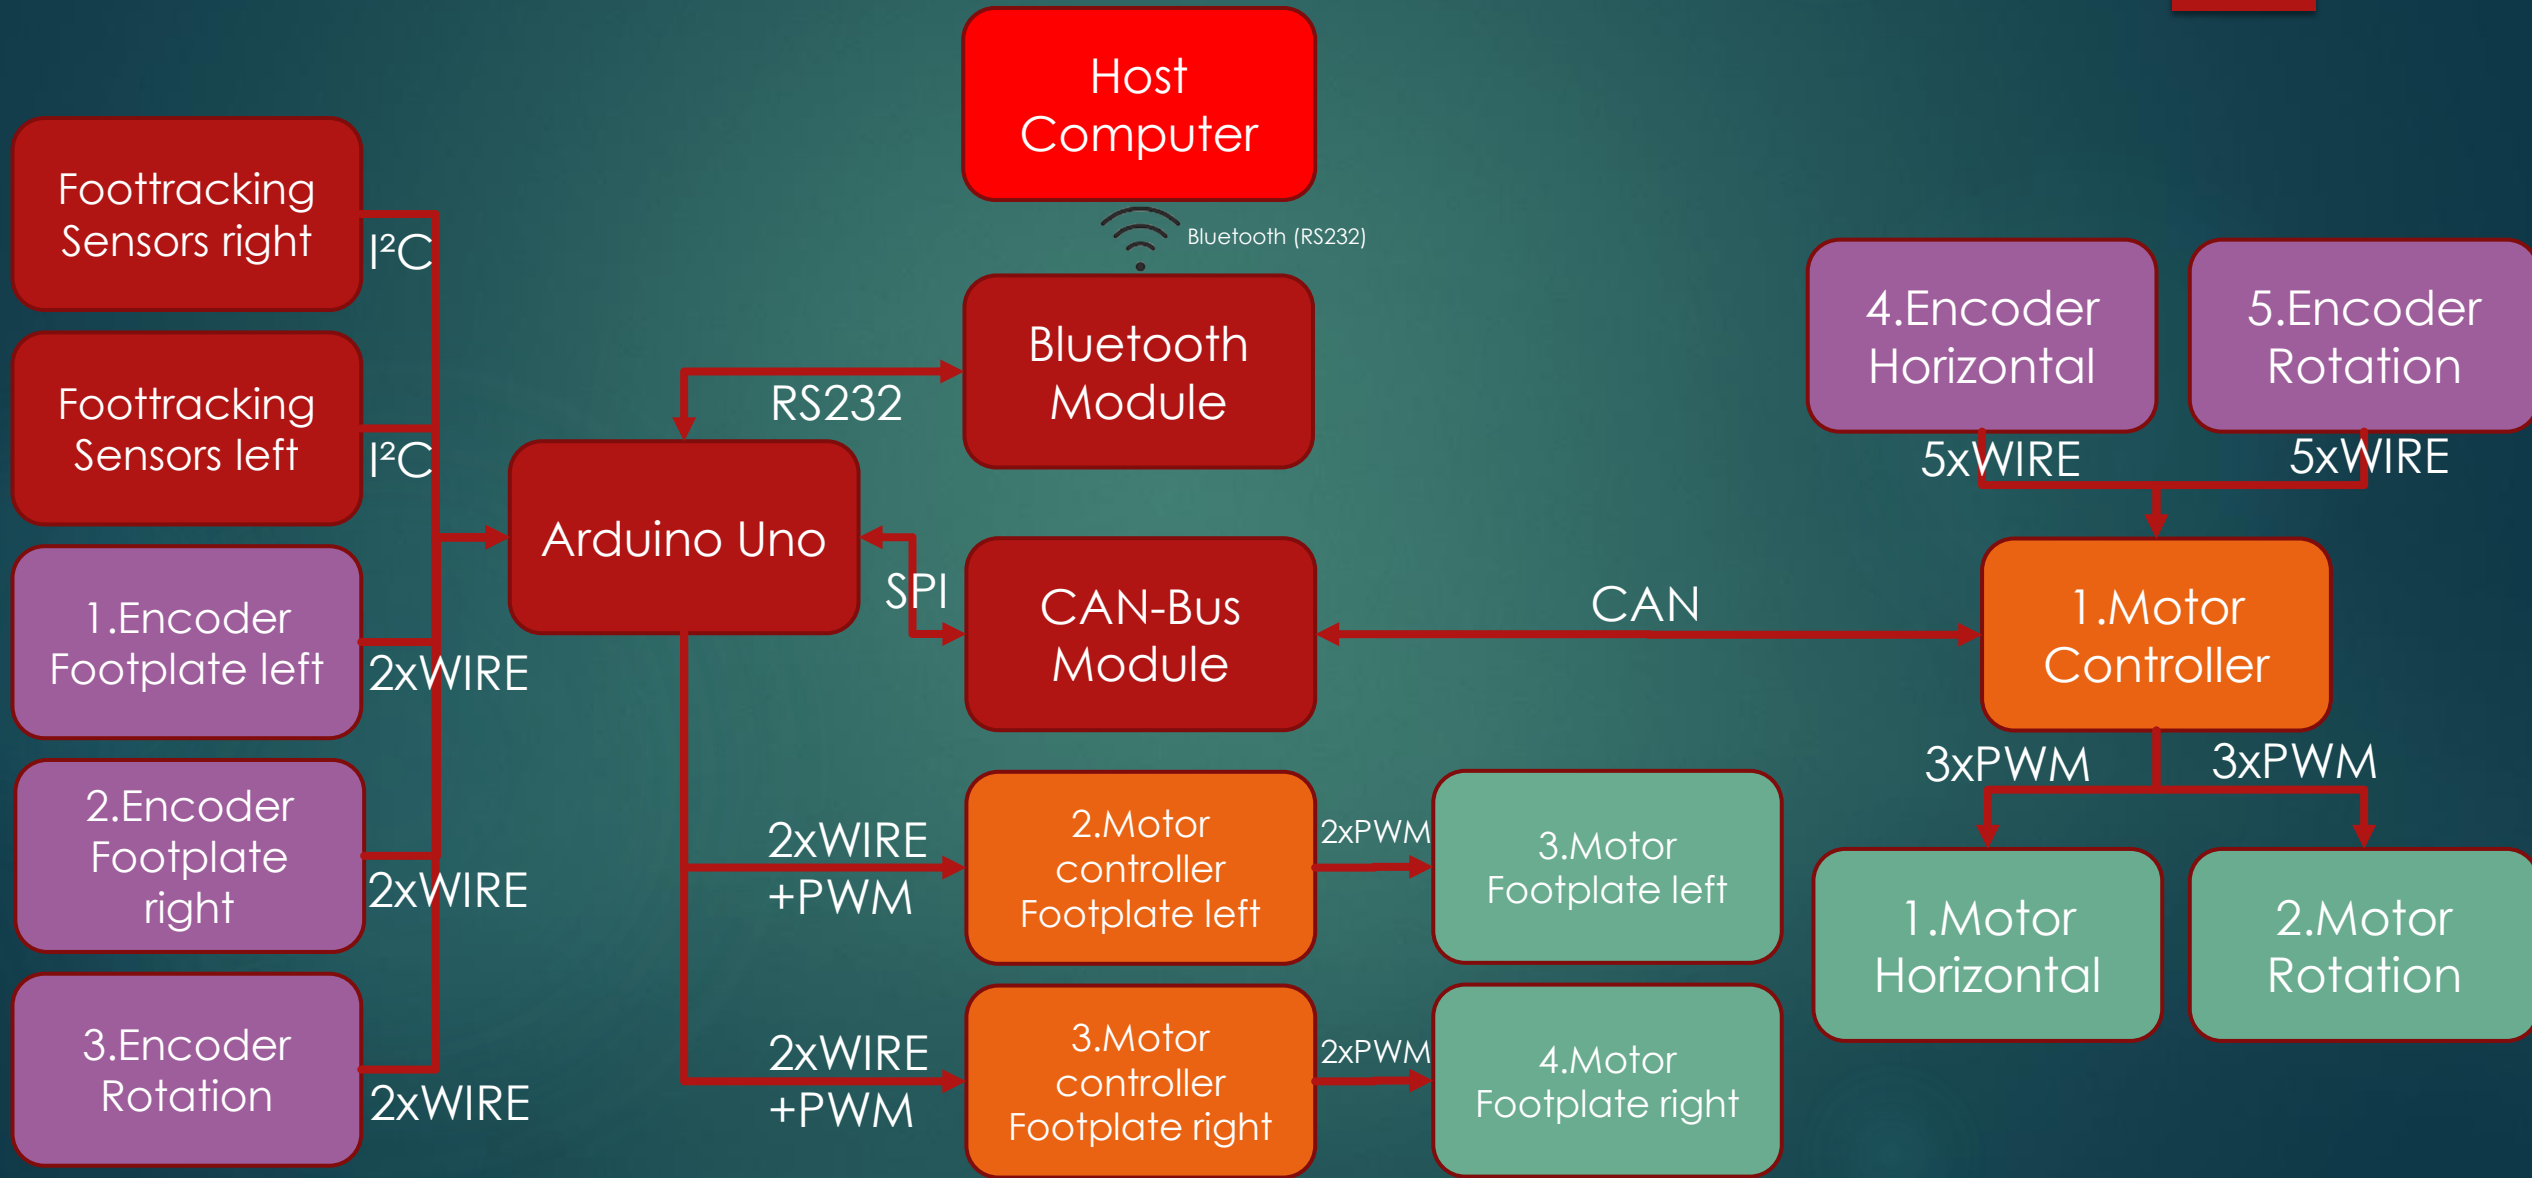 Host
Computer
Bluetooth (RS232)
Foottracking
Sensors right
I²C
Foottracking
Sensors left
I²C
1.Encoder
Footplate left
2xWIRE
2.Encoder
Footplate
right
2xWIRE
3.Encoder
Rotation
2xWIRE
Arduino Uno
RS232
Bluetooth
Module
SPI
CAN-Bus
Module
CAN
4.Encoder
Horizontal
5xWIRE
5.Encoder
Rotation
5xWIRE
1.Motor
Controller
3xPWM
3xPWM
1.Motor
Horizontal
2.Motor
Rotation
2xWIRE
+PWM
2.Motor
controller
Footplate left
2xPWM
3.Motor
Footplate left
2xWIRE
+PWM
3.Motor
controller
Footplate right
2xPWM
4.Motor
Footplate right